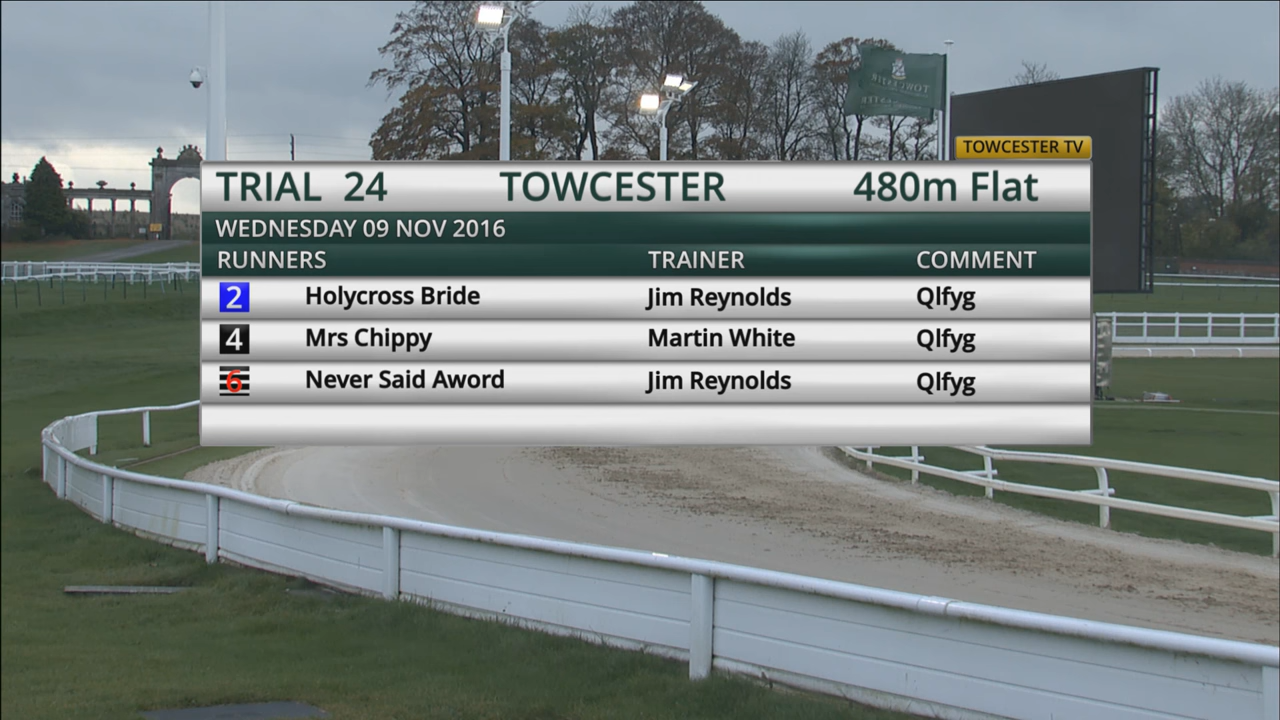 TOWCESTER
TOWCESTER TV
TRIAL 24 TOWCESTER 480m Flat
WEDNESDAY 09 NOV 2016
RUNNERS TRAINER COMMENT
2 Holycross Bride Jim Reynolds Qlfyg
4 Mrs Chippy Martin White Qlfyg
6 Never Said Aword Jim Reynolds Qlfyg